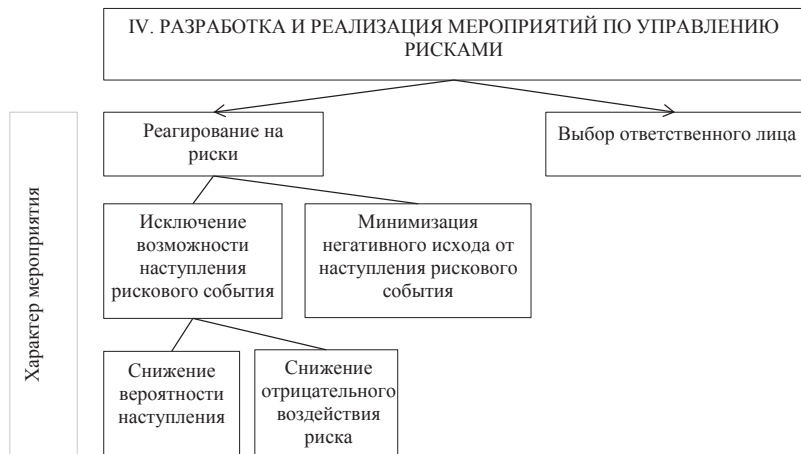 IV. РАЗРАБОТКА И РЕАЛИЗАЦИЯ МЕРОПРИЯТИЙ ПО УПРАВЛЕНИЮ
РИСКАМИ
Характер мероприятия
Реагирование на
риски
Выбор ответственного лица
Исключение
возможности
наступления
рискового события
Минимизация
негативного исхода от
наступления рискового
события
Снижение
вероятности
наступления
Снижение
отрицательного
воздействия
риска